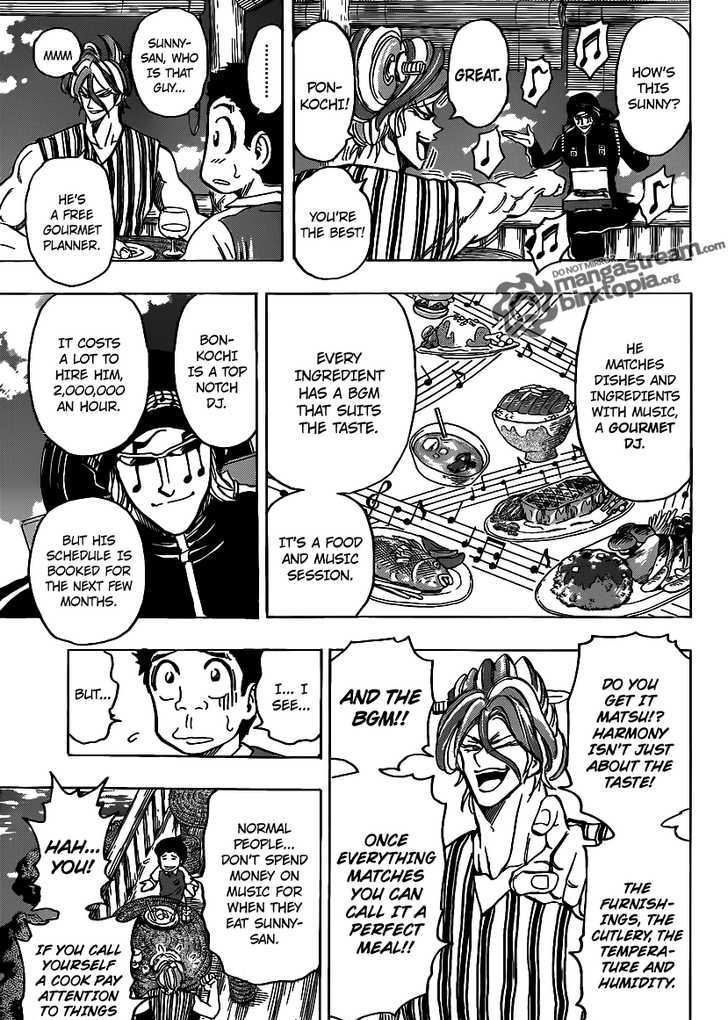 HOW'S
THIS
SUNNY?
GREAT.
PON-
KOCHI!
YOU'RE
THE BEST!
.........
SUNNY-
SAN, WHO
IS THAT
GUY...
MMM
HE'S
A FREE
GOURMET
PLANNER.
DO NOT MIRROR
mangastream.com
binktopia.org
HE
MATCHES
DISHES AND
INGREDIENTS
WITH MUSIC,
A GOURMET
DJ.
EVERY
INGREDIENT
HAS A BGM
THAT SUITS
THE TASTE.
IT'S A FOOD
AND MUSIC
SESSION.
BON-
KOCHI
IS A TOP
NOTCH
DJ.
IT COSTS
A LOT TO
HIRE HIM,
2,000,000
AN HOUR.
BUT HIS
SCHEDULE IS
BOOKED FOR
THE NEXT FEW
MONTHS.
DO YOU
GET IT
MATSU!?
HARMONY
ISN'T JUST
ABOUT THE
TASTE!
THE
FURNISH-
INGS, THE
CUTLERY, THE
TEMPERA-
TURE AND
HUMIDITY.
AND THE
BGM!!
ONCE
EVERYTHING
MATCHES
YOU CAN
CALL IT A
PERFECT
MEAL!!
I... I
SEE...
BUT...
NORMAL
PEOPLE...
DON'T SPEND
MONEY ON
MUSIC FOR
WHEN THEY
EAT SUNNY-
SAN.
HAH...
YOU!
IF YOU CALL
YOURSELF
A COOK PAY
ATTENTION
TO THINGS